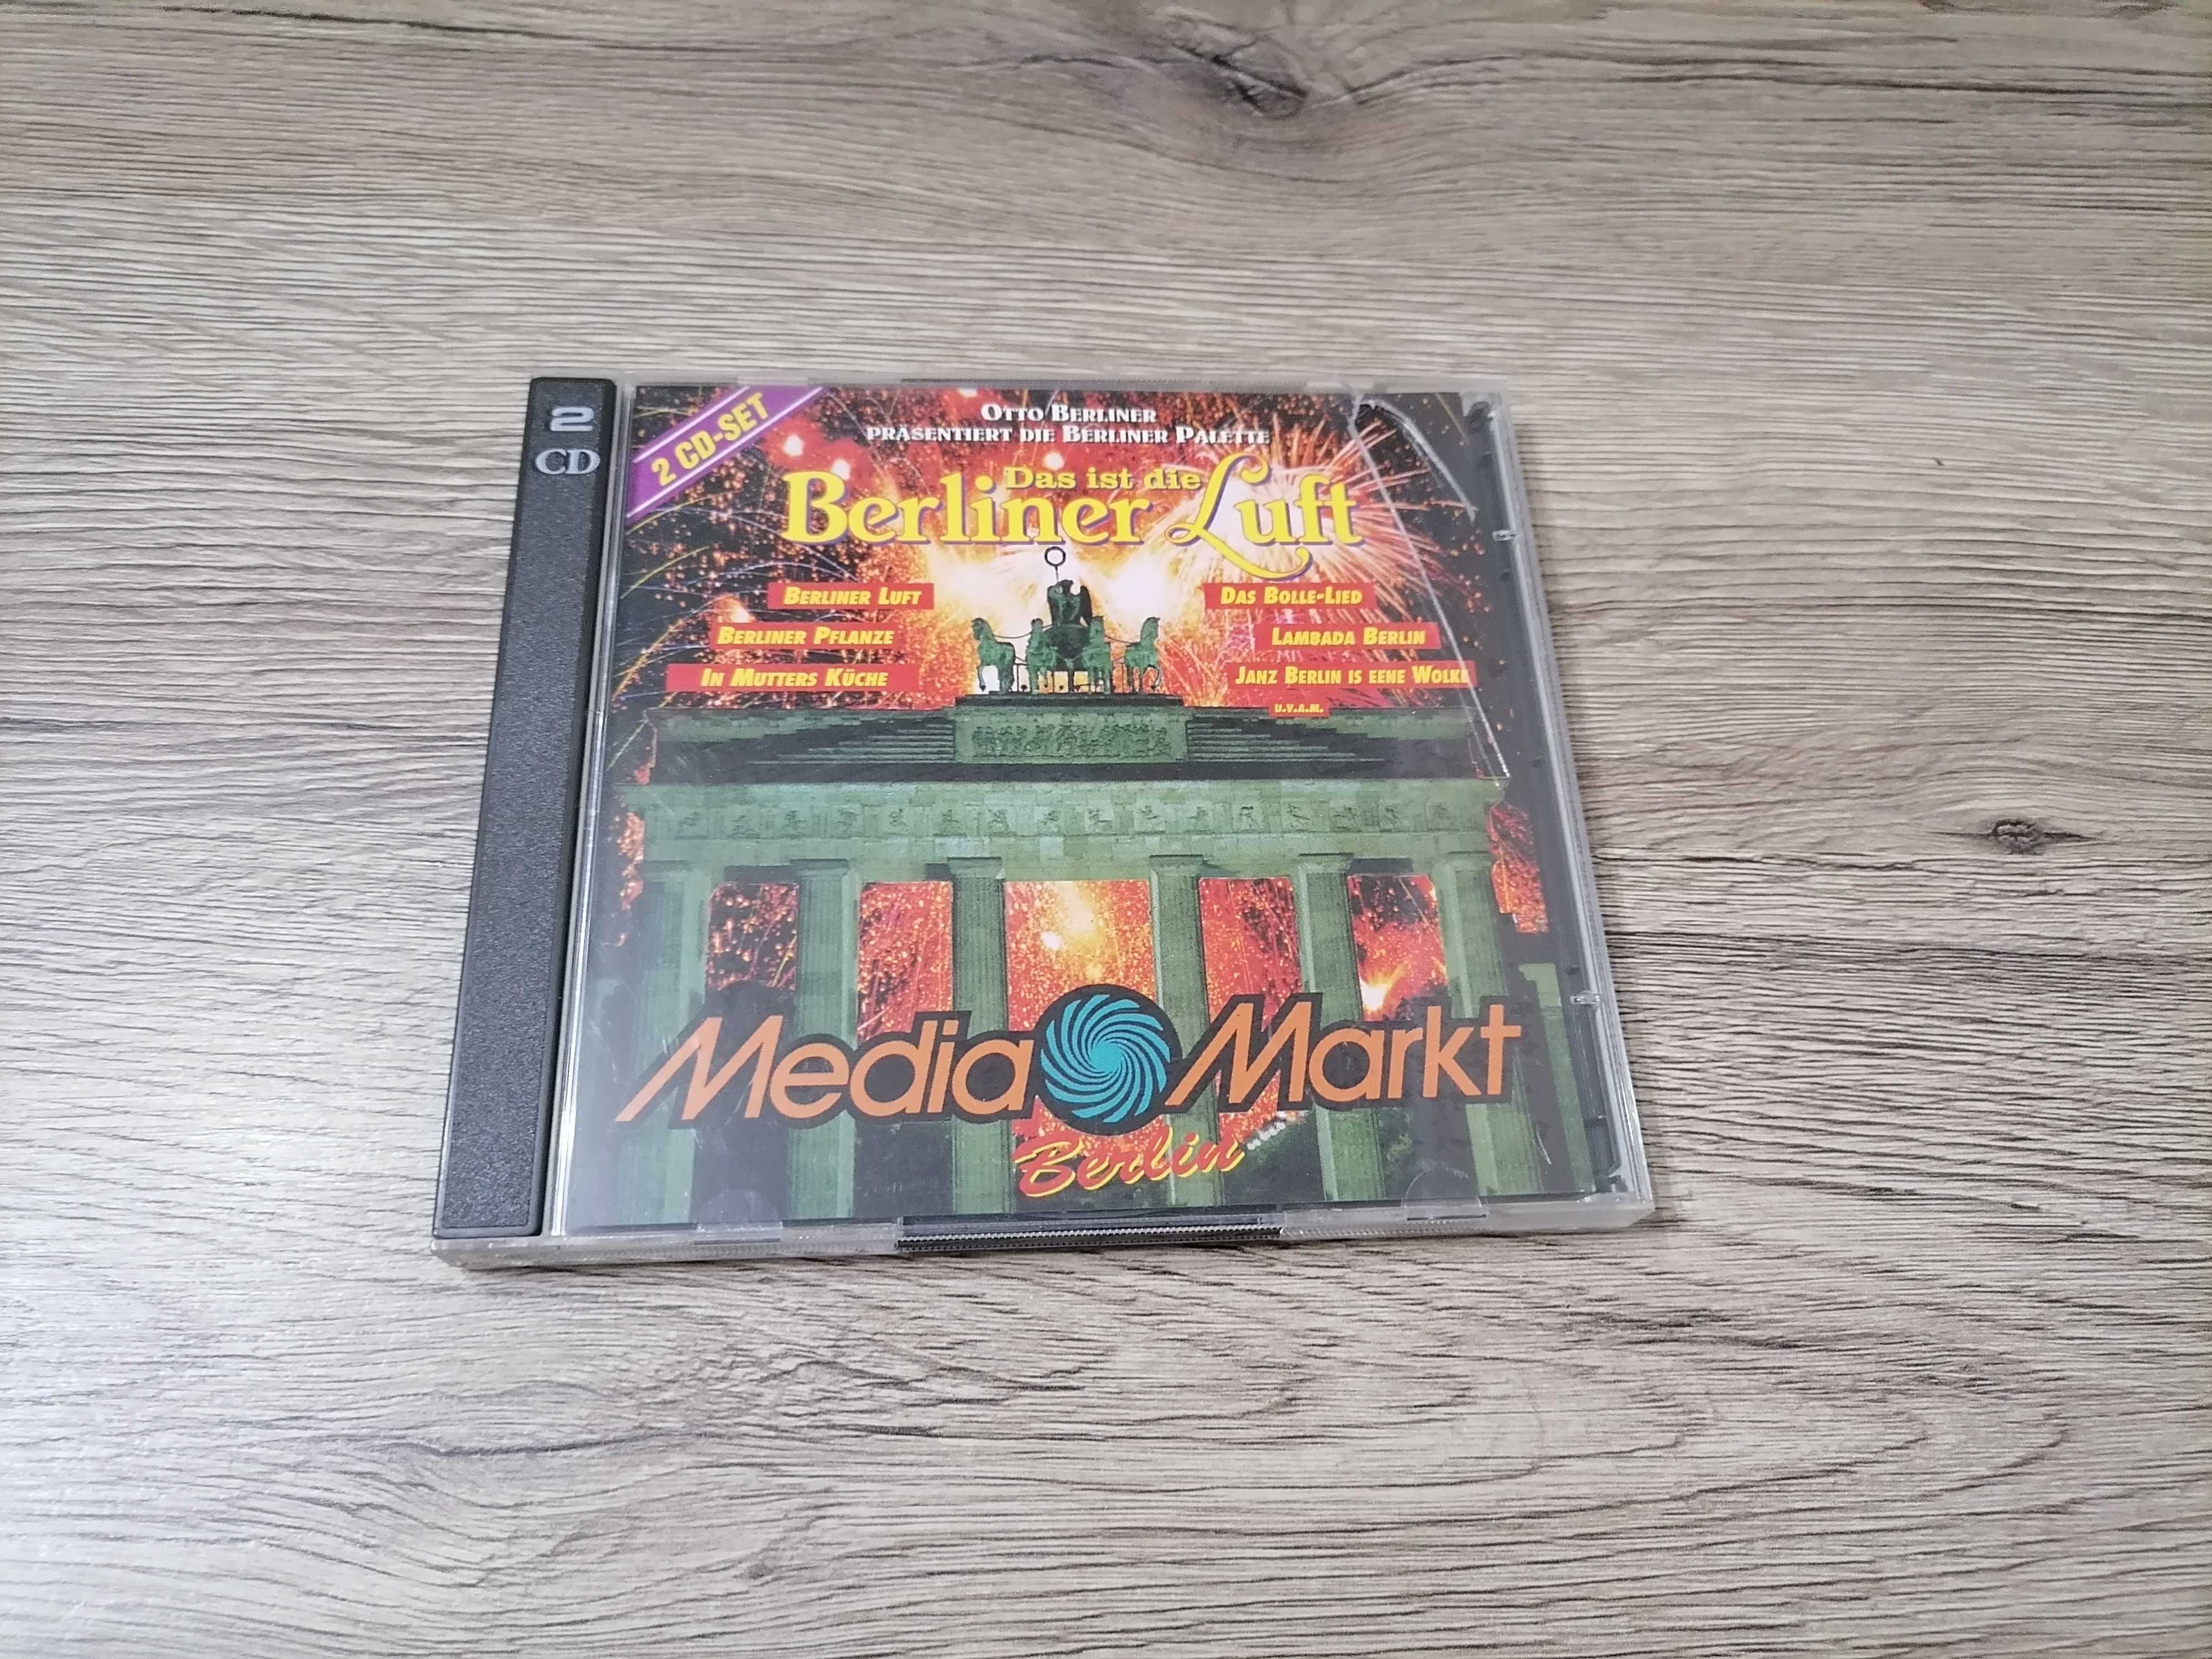 2
CD
2 CD-SET
OTTO BERLINER
PRÄSENTIERT DIE BERLINER PALETTE
Das ist die
Berliner Luft
BERLINER LUFT
BERLINER PFLANZE
IN MUTTERS KÜCHE
DAS BOLLE-LIED
LAMBADA BERLIN
JANZ BERLIN IS EENE WOLKE
U.V.A.M.
Media Markt
Berlin